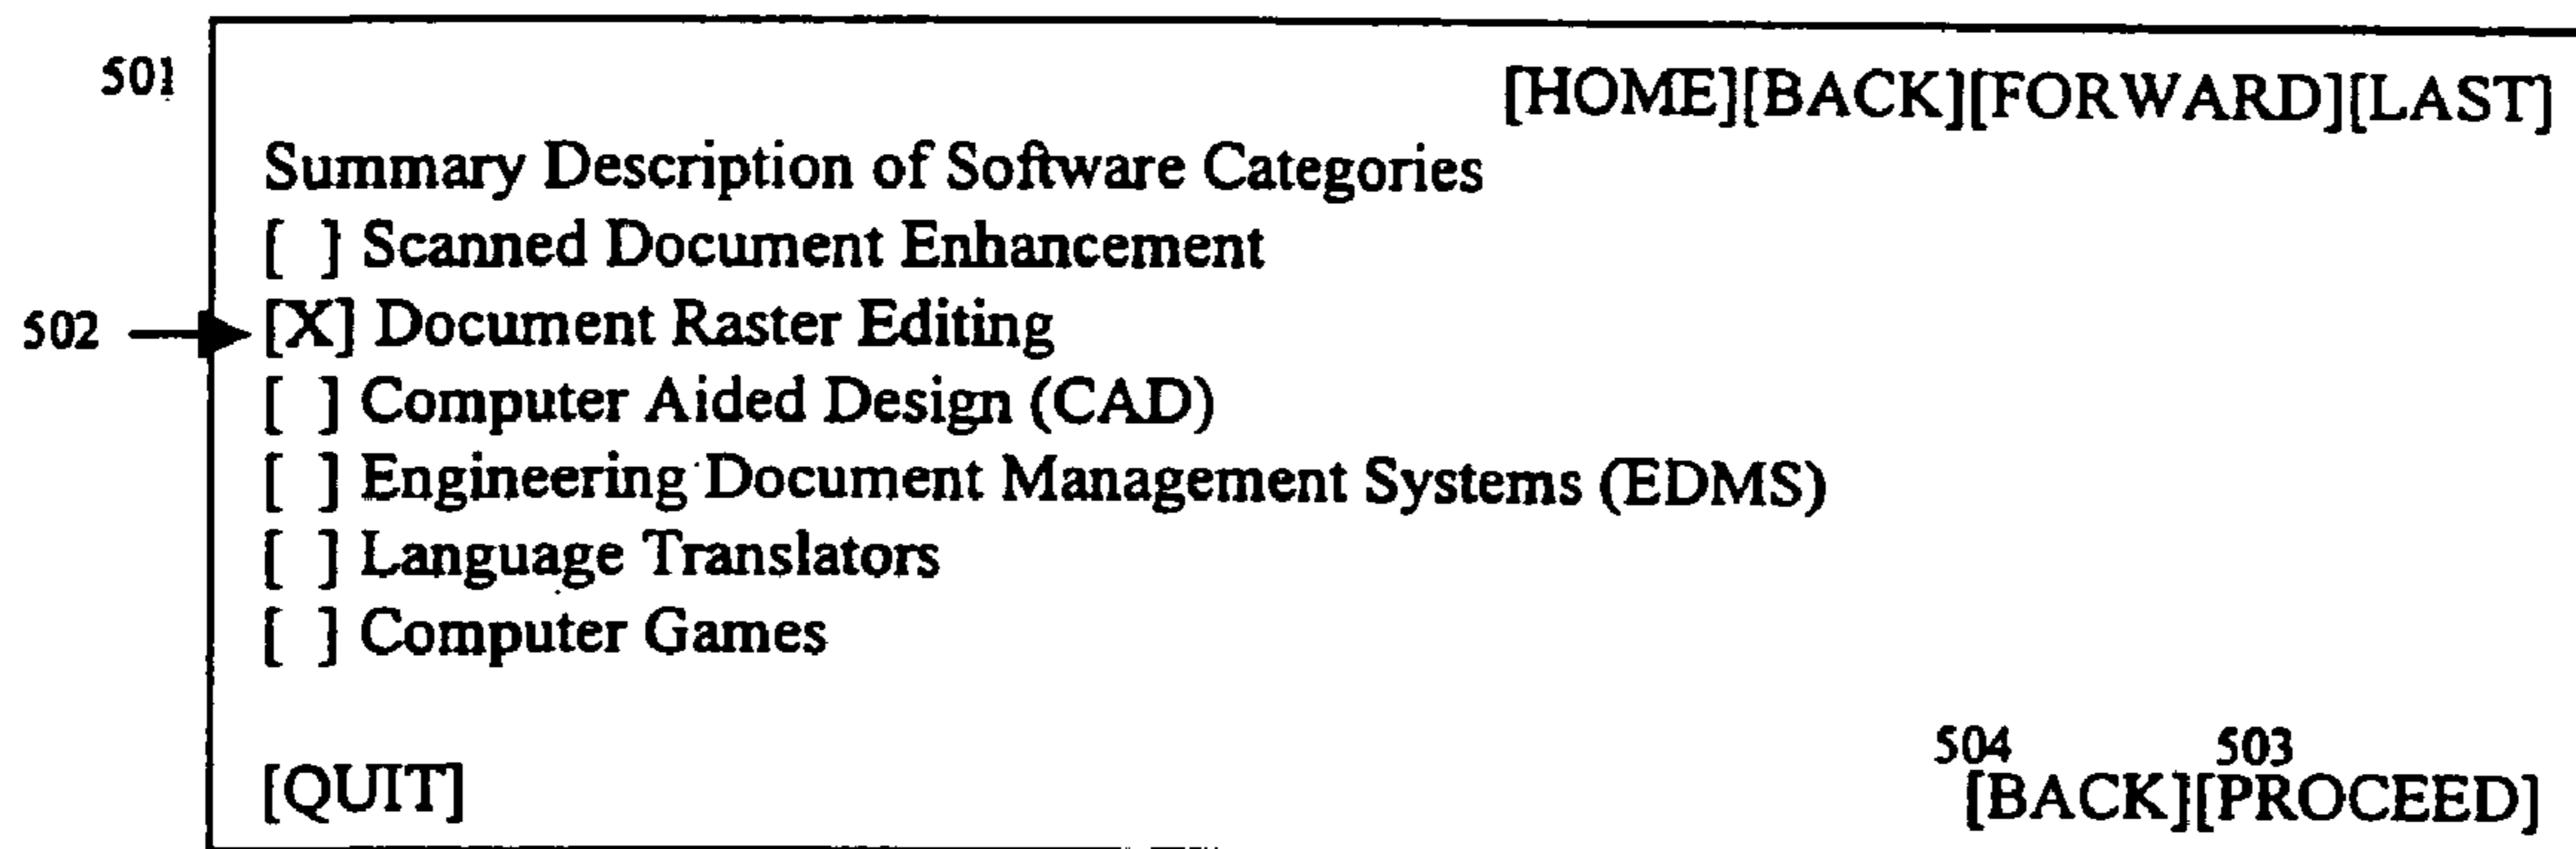 501 [HOME][BACK][FORWARD][LAST]
Summary Description of Software Categories
[ ] Scanned Document Enhancement
502 [X] Document Raster Editing
[ ] Computer Aided Design (CAD)
[ ] Engineering Document Management Systems (EDMS)
[ ] Language Translators
[ ] Computer Games
504 503
[QUIT] [BACK][PROCEED]